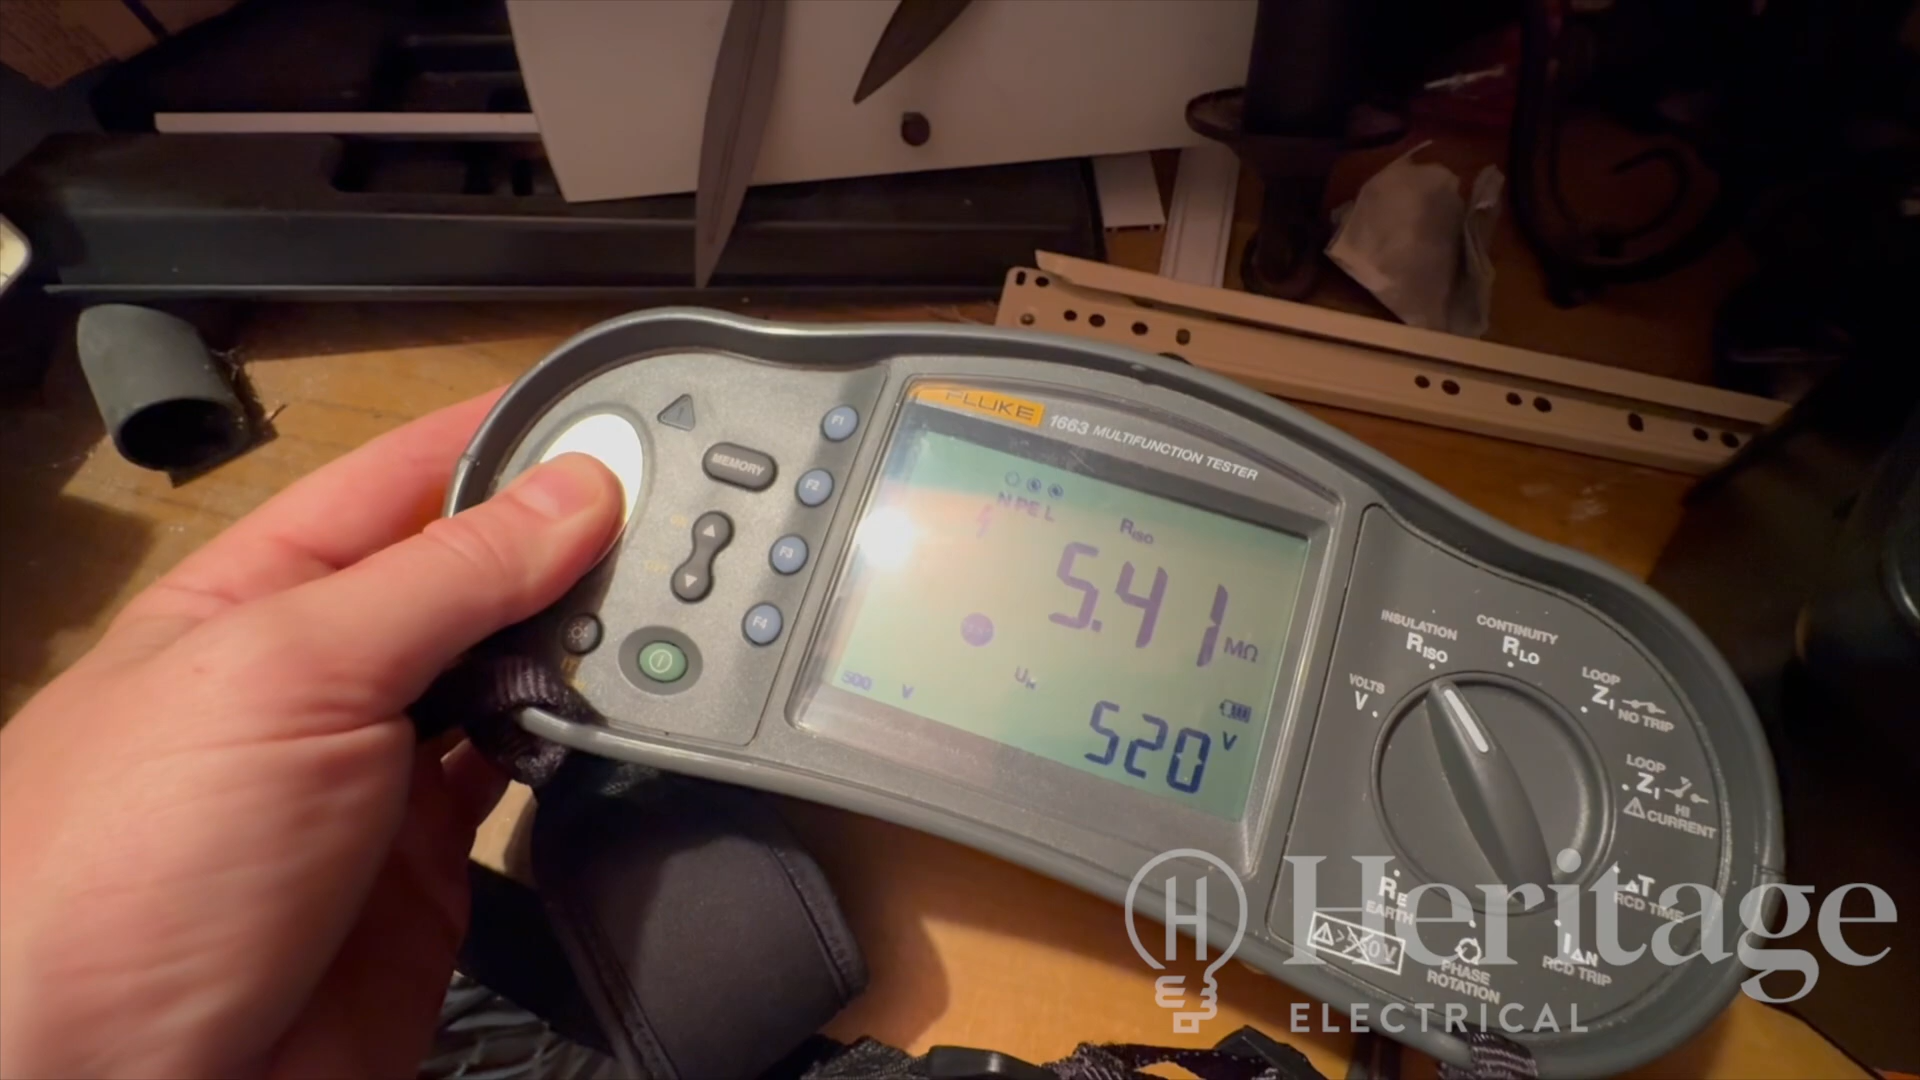 FLUKE
1663 MULTIFUNCTION TESTER
MEMORY
F1
F2
F3
F4
N PE L
RISO
5.41 MΩ
UN
520 V
500 V
INSULATION
RISO
CONTINUITY
RLO
VOLTS
V
LOOP
ZI
NO TRIP
LOOP
ZI
HI
CURRENT
ΔT
RCD TIME
IΔN
RCD TRIP
PHASE
ROTATION
RE
EARTH
H
Heritage
ELECTRICAL